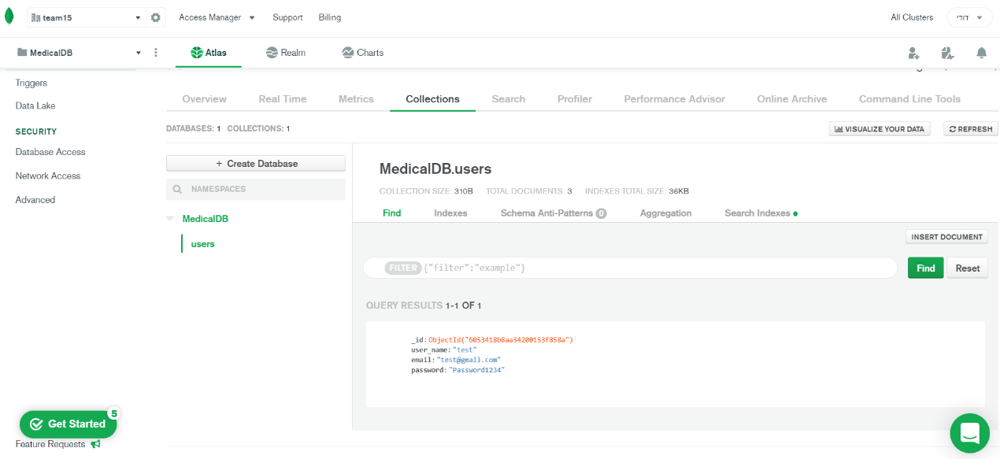 team15 Access Manager Support Billing All Clusters דודי
MedicalDB Atlas Realm Charts
Triggers
Data Lake
SECURITY
Database Access
Network Access
Advanced
Overview Real Time Metrics Collections Search Profiler Performance Advisor Online Archive Command Line Tools
DATABASES: 1 COLLECTIONS: 1 VISUALIZE YOUR DATA REFRESH
+ Create Database
NAMESPACES
MedicalDB
users
MedicalDB.users
COLLECTION SIZE: 310B TOTAL DOCUMENTS: 3 INDEXES TOTAL SIZE: 36KB
Find Indexes Schema Anti-Patterns 0 Aggregation Search Indexes
INSERT DOCUMENT
FILTER {"filter":"example"} Find Reset
QUERY RESULTS 1-1 OF 1
_id: ObjectId("6053418b8aa34200153f858a")
user_name: "test"
email: "test@gmail.com"
password: "Password1234"
Get Started 5
Feature Requests